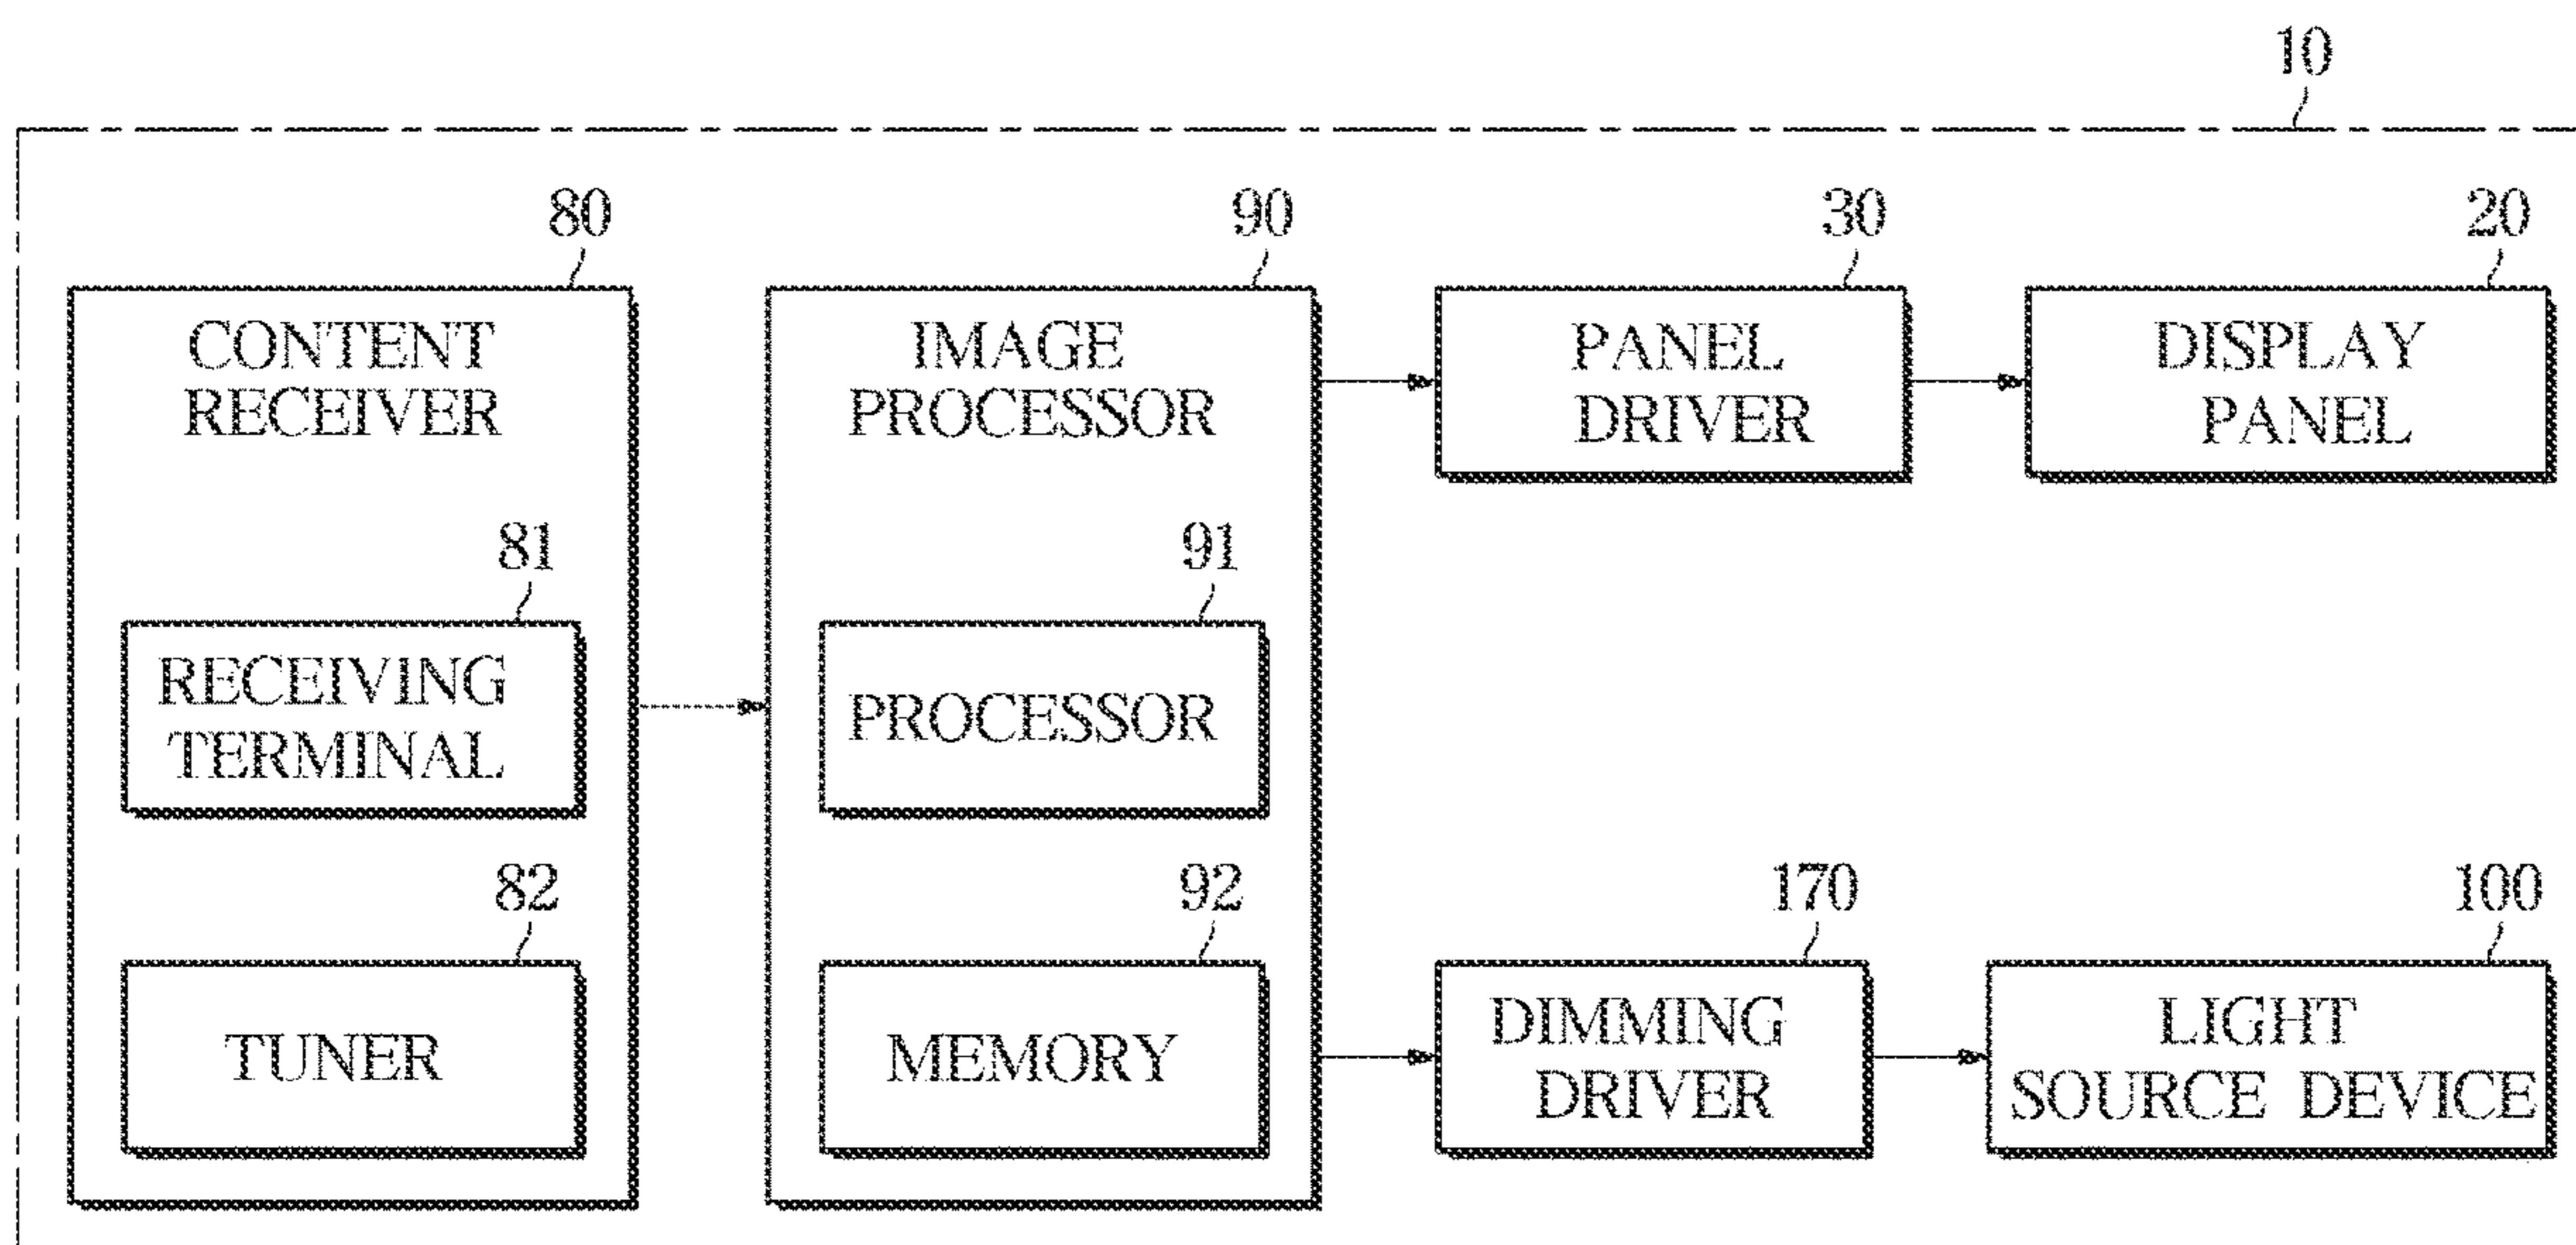 10
80
90
30
20
CONTENT
RECEIVER
IMAGE
PROCESSOR
PANEL
DRIVER
DISPLAY
PANEL
81
RECEIVING
TERMINAL
91
PROCESSOR
82
TUNER
92
MEMORY
170
DIMMING
DRIVER
100
LIGHT
SOURCE DEVICE